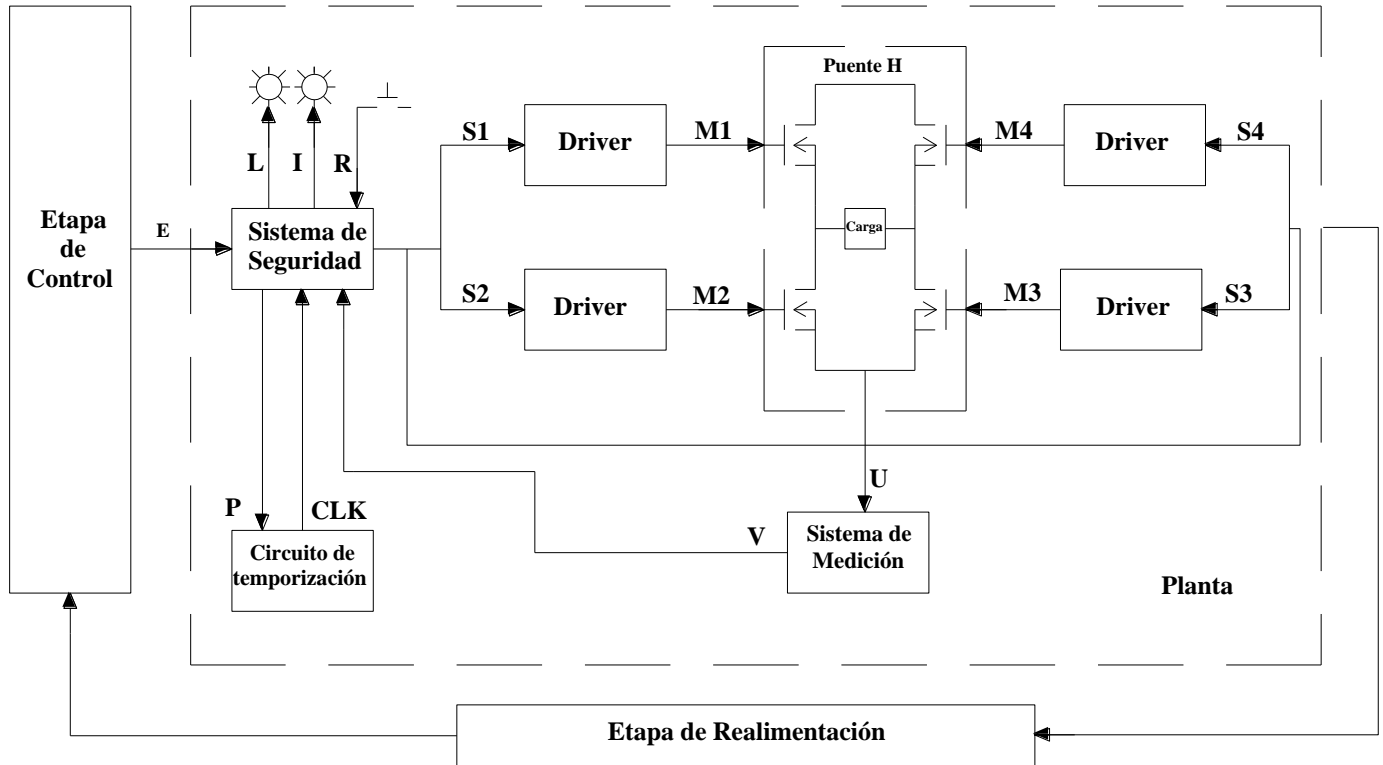 Puente H
S1
Driver
M1
M4
Driver
S4
L
I
R
Etapa
de
Control
E
Sistema de
Seguridad
Carga
S2
Driver
M2
M3
Driver
S3
U
P
CLK
V
Circuito de
temporización
Sistema de
Medición
Planta
Etapa de Realimentación